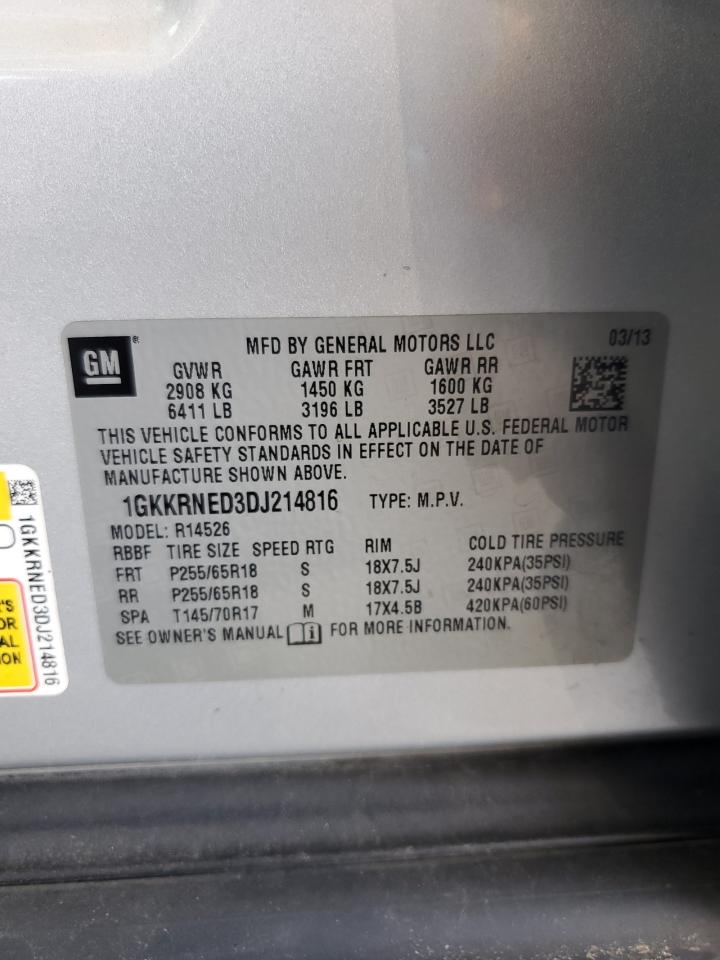 GM ®
MFD BY GENERAL MOTORS LLC
03/13
GVWR GAWR FRT GAWR RR
2908 KG 1450 KG 1600 KG
6411 LB 3196 LB 3527 LB
THIS VEHICLE CONFORMS TO ALL APPLICABLE U.S. FEDERAL MOTOR
VEHICLE SAFETY STANDARDS IN EFFECT ON THE DATE OF
MANUFACTURE SHOWN ABOVE.
1GKKRNED3DJ214816 TYPE: M.P.V.
MODEL: R14526
RBBF TIRE SIZE SPEED RTG RIM COLD TIRE PRESSURE
FRT P255/65R18 S 18X7.5J 240KPA(35PSI)
RR P255/65R18 S 18X7.5J 240KPA(35PSI)
SPA T145/70R17 M 17X4.5B 420KPA(60PSI)
SEE OWNER'S MANUAL FOR MORE INFORMATION.
1GKKRNED3DJ214816